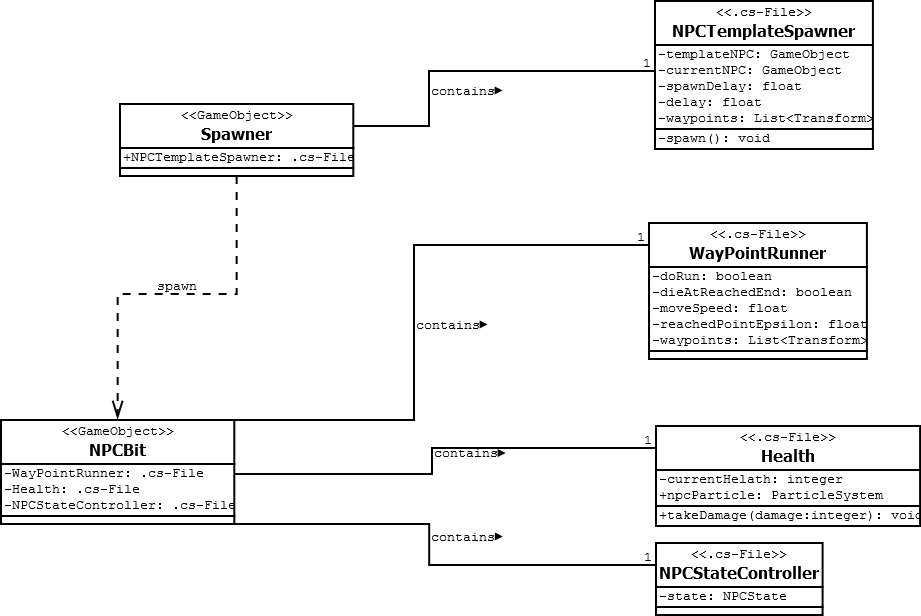 <<.cs-File>>
NPCTemplateSpawner
-templateNPC: GameObject
-currentNPC: GameObject
-spawnDelay: float
-delay: float
-waypoints: List<Transform>
-spawn(): void
1
contains
<<GameObject>>
Spawner
+NPCTemplateSpawner: .cs-File
spawn
<<.cs-File>>
WayPointRunner
-doRun: boolean
-dieAtReachedEnd: boolean
-moveSpeed: float
-reachedPointEpsilon: float
-waypoints: List<Transform>
1
contains
<<GameObject>>
NPCBit
-WayPointRunner: .cs-File
-Health: .cs-File
-NPCStateController: .cs-File
contains
1
<<.cs-File>>
Health
-currentHelath: integer
+npcParticle: ParticleSystem
+takeDamage(damage:integer): void
contains
1
<<.cs-File>>
NPCStateController
-state: NPCState